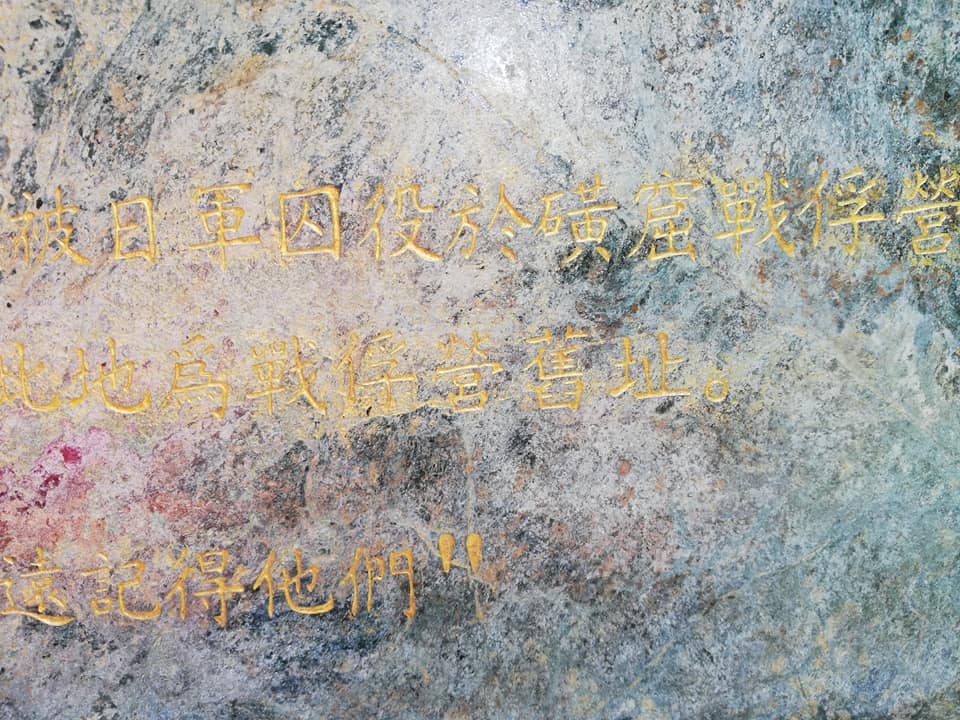 被日軍囚役於磺窟戰俘營
此地為戰俘營舊址。
遠記得他們"